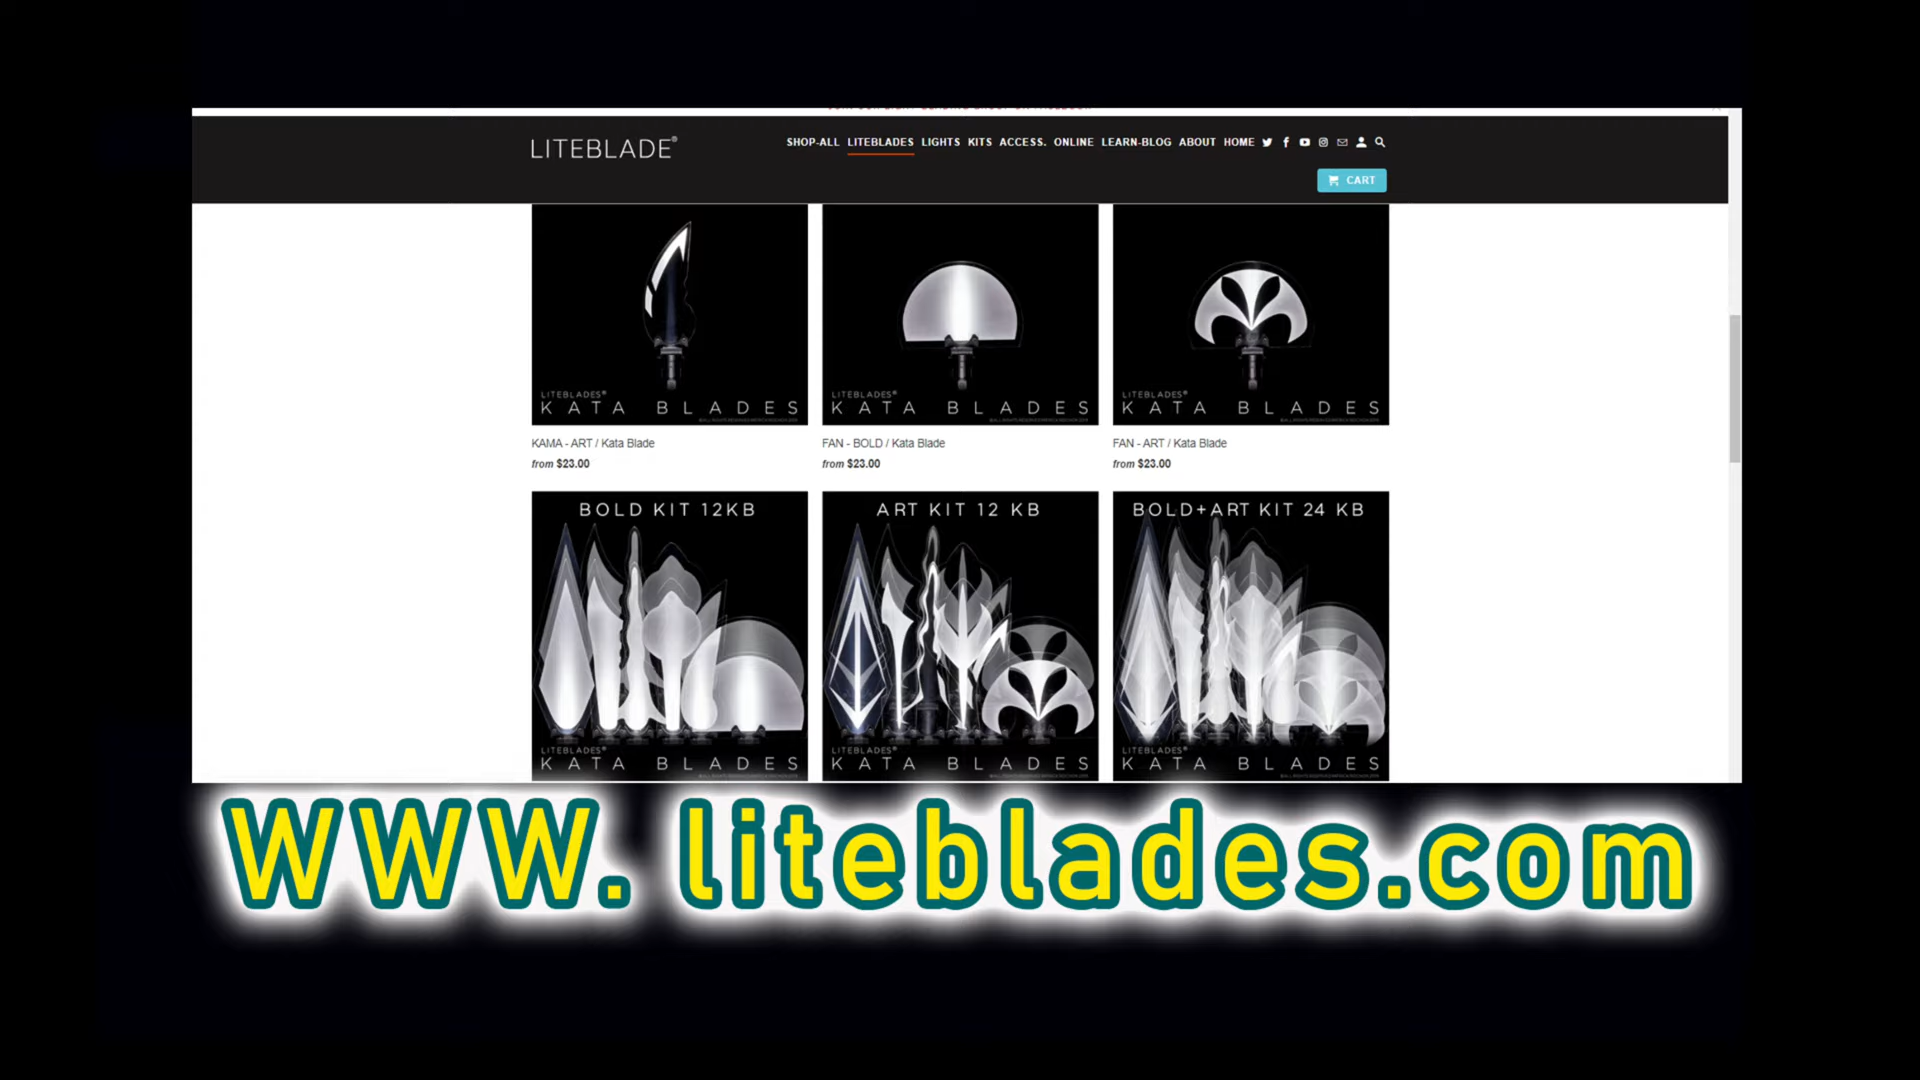 LITEBLADE®
SHOP-ALL LITEBLADES LIGHTS KITS ACCESS. ONLINE LEARN-BLOG ABOUT HOME
CART
LITEBLADES®
KATA BLADES
LITEBLADES®
KATA BLADES
LITEBLADES®
KATA BLADES
KAMA - ART / Kata Blade
from $23.00
FAN - BOLD / Kata Blade
from $23.00
FAN - ART / Kata Blade
from $23.00
BOLD KIT 12KB
LITEBLADES®
KATA BLADES
ART KIT 12 KB
LITEBLADES®
KATA BLADES
BOLD+ART KIT 24 KB
LITEBLADES®
KATA BLADES
WWW. liteblades.com